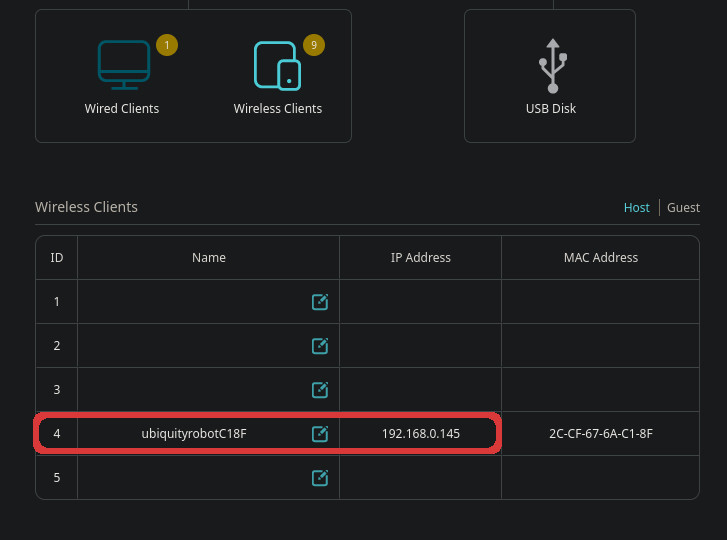 1
9
Wired Clients
Wireless Clients
USB Disk
Wireless Clients
Host | Guest
ID Name IP Address MAC Address
1
2
3
4 ubiquityrobotC18F 192.168.0.145 2C-CF-67-6A-C1-8F
5